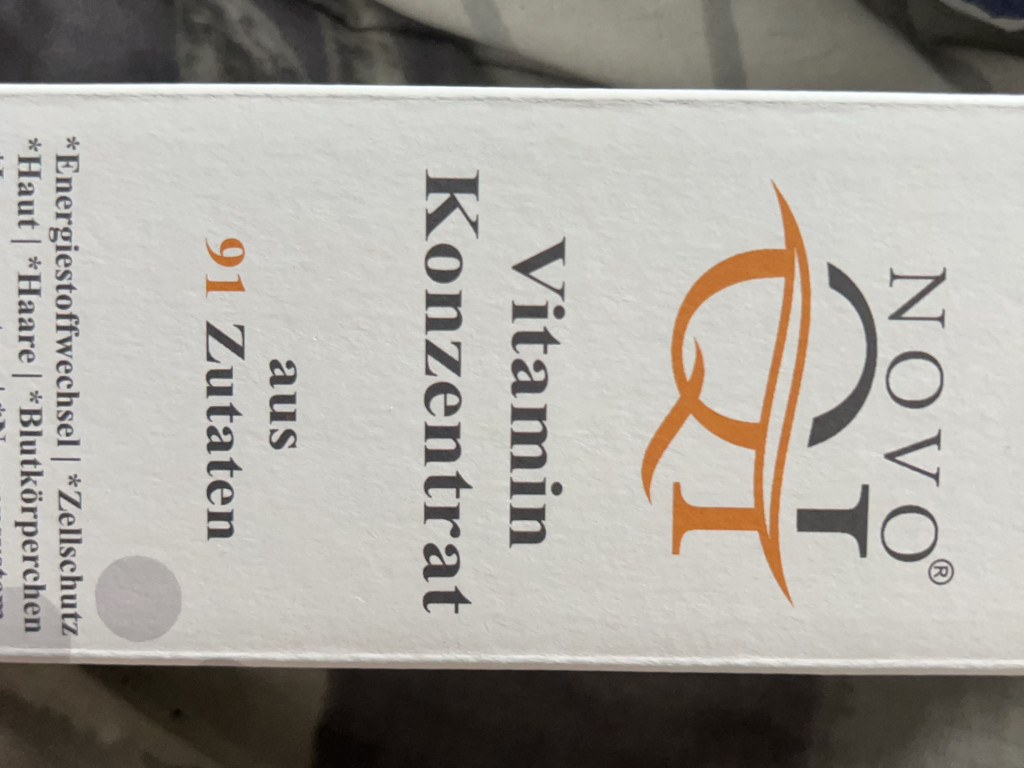 NOVO®
QI
Vitamin
Konzentrat
aus
91 Zutaten
*Energiestoffwechsel | *Zellschutz
*Haut | *Haare | *Blutkörperchen